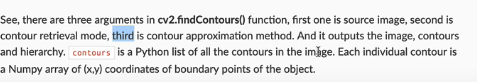 See, there are three arguments in cv2.findContours() function, first one is source image, second is
contour retrieval mode, third is contour approximation method. And it outputs the image, contours
and hierarchy. contours is a Python list of all the contours in the image. Each individual contour is
a Numpy array of (x,y) coordinates of boundary points of the object.